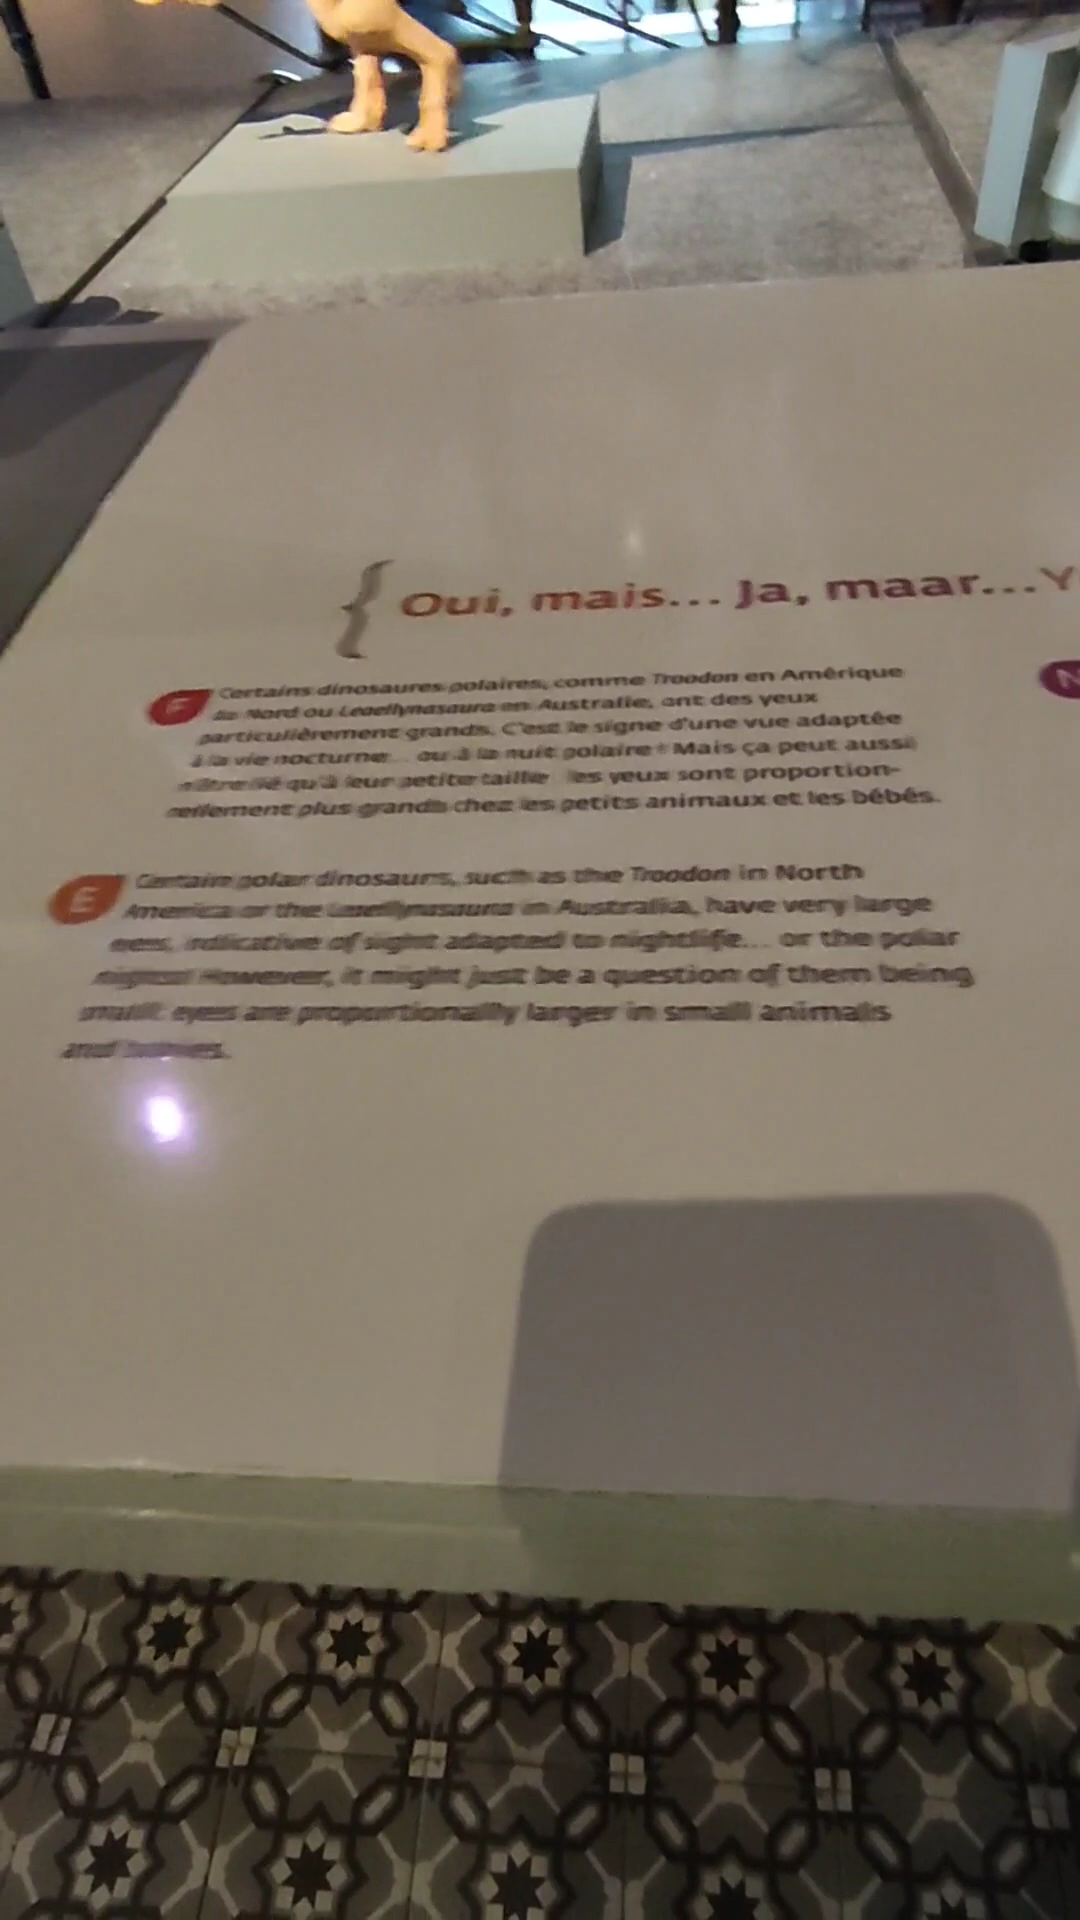 Oui, mais... Ja, maar... Y
F Certains dinosaures polaires, comme Troodon en Amérique
du Nord ou Leaellynasaura en Australie, ont des yeux
particulièrement grands. C'est le signe d'une vue adaptée
à la vie nocturne... ou à la nuit polaire ! Mais ça peut aussi
n'être lié qu'à leur petite taille : les yeux sont proportion-
nellement plus grands chez les petits animaux et les bébés.
N
E Certain polar dinosaurs, such as the Troodon in North
America or the Leaellynasaura in Australia, have very large
eyes, indicative of sight adapted to nightlife... or the polar
nights! However, it might just be a question of them being
small: eyes are proportionally larger in small animals
and